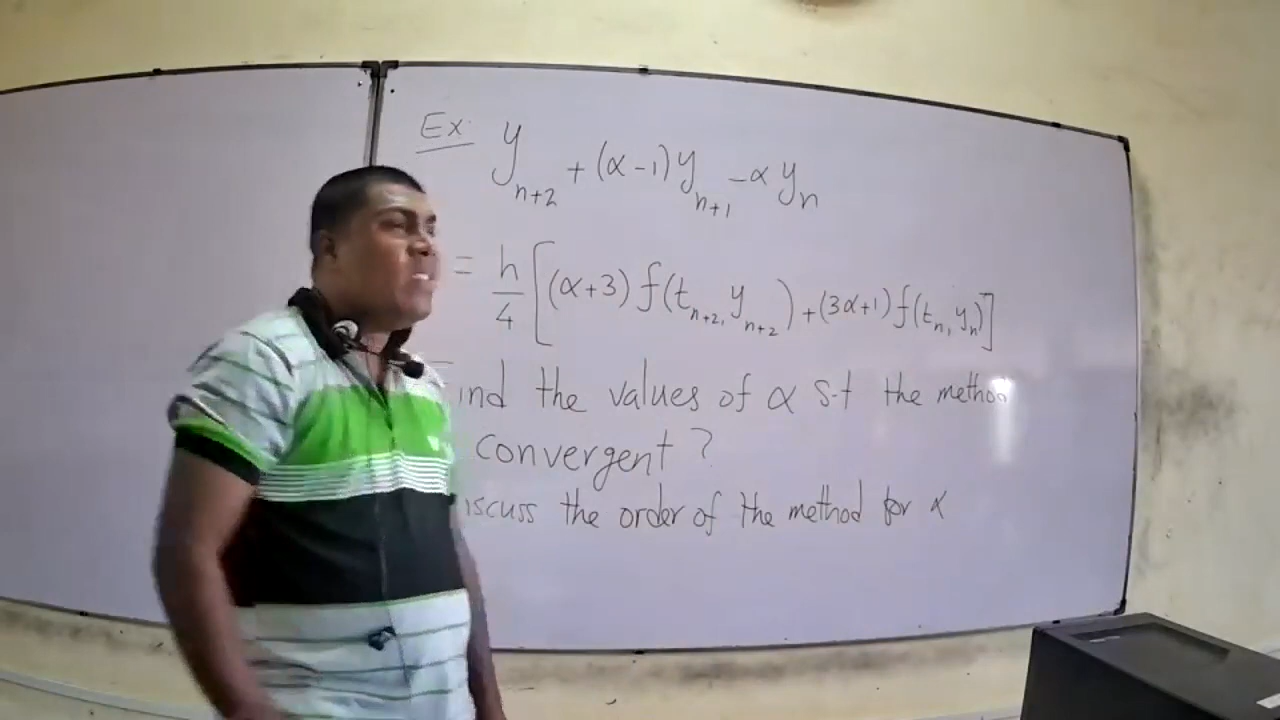 Ex: y_{n+2} + (α-1) y_{n+1} - α y_n
= h/4 [(α+3) f(t_{n+2}, y_{n+2}) + (3α+1) f(t_n, y_n)]
ind the values of α s.t the method
convergent ?
iscuss the order of the method for α